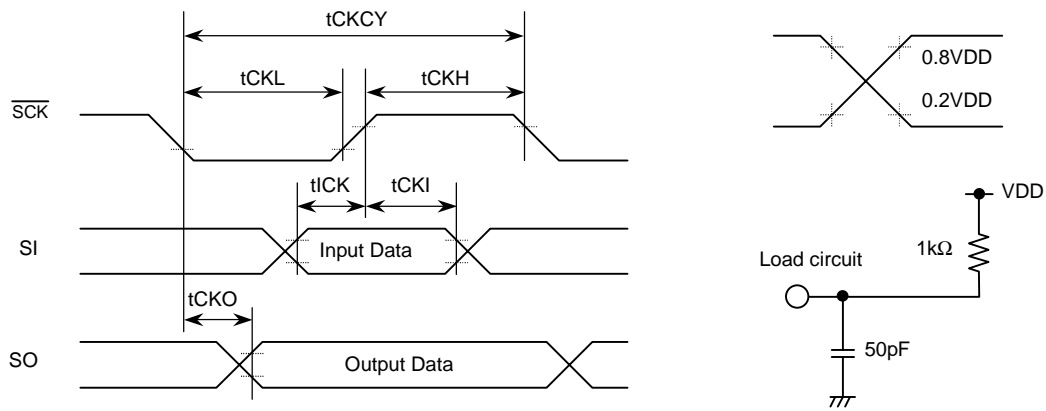 tCKCY
tCKL
tCKH
SCK
tICK
tCKI
SI
Input Data
tCKO
SO
Output Data
0.8VDD
0.2VDD
VDD
1kΩ
Load circuit
50pF